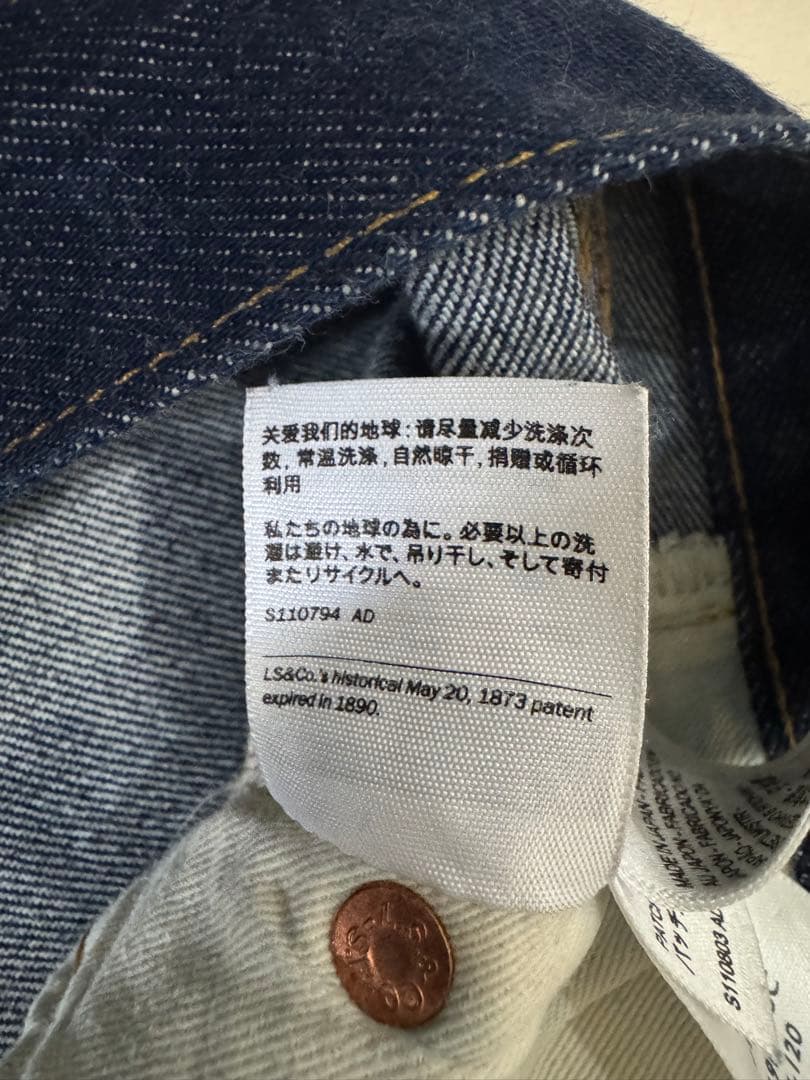 关爱我们的地球:请尽量减少洗涤次
数,常温洗涤,自然晾干,捐赠或循环
利用
私たちの地球の為に。必要以上の洗
濯は避け、水で、吊り干し、そして寄付
またリサイクルへ。
S110794 AD
LS&Co.'s historical May 20, 1873 patent
expired in 1890.
MADE IN JAPAN
S110803 AD
120